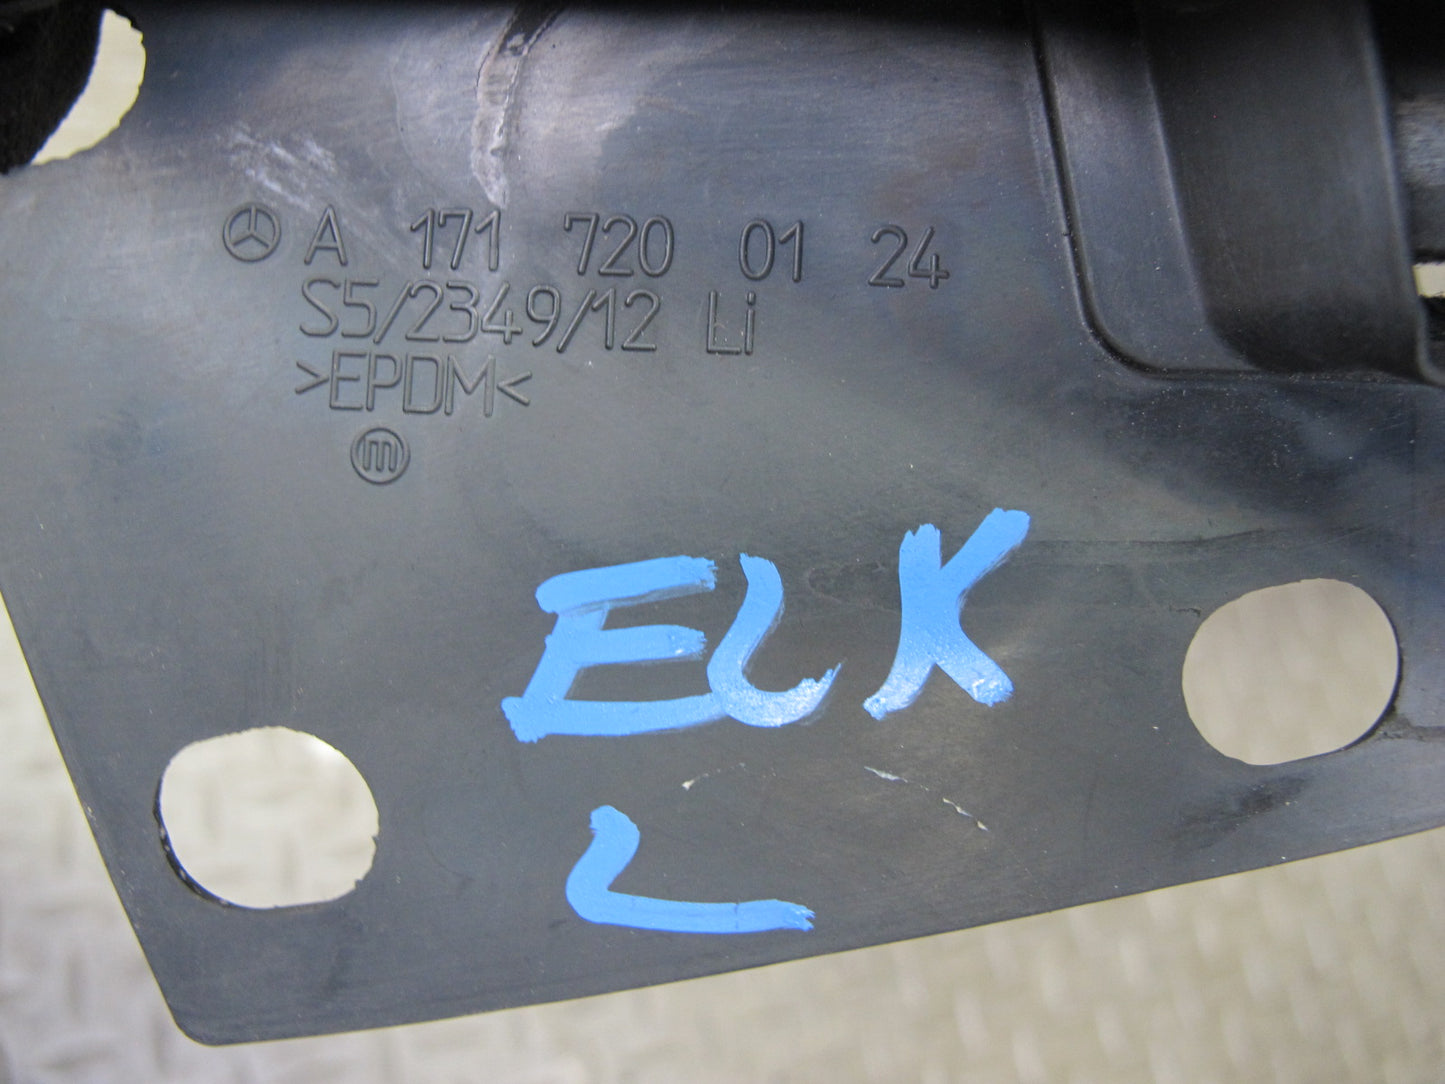 A 171 720 01 24
S5/2349/12 Li
>EPDM<
m
ELK
L